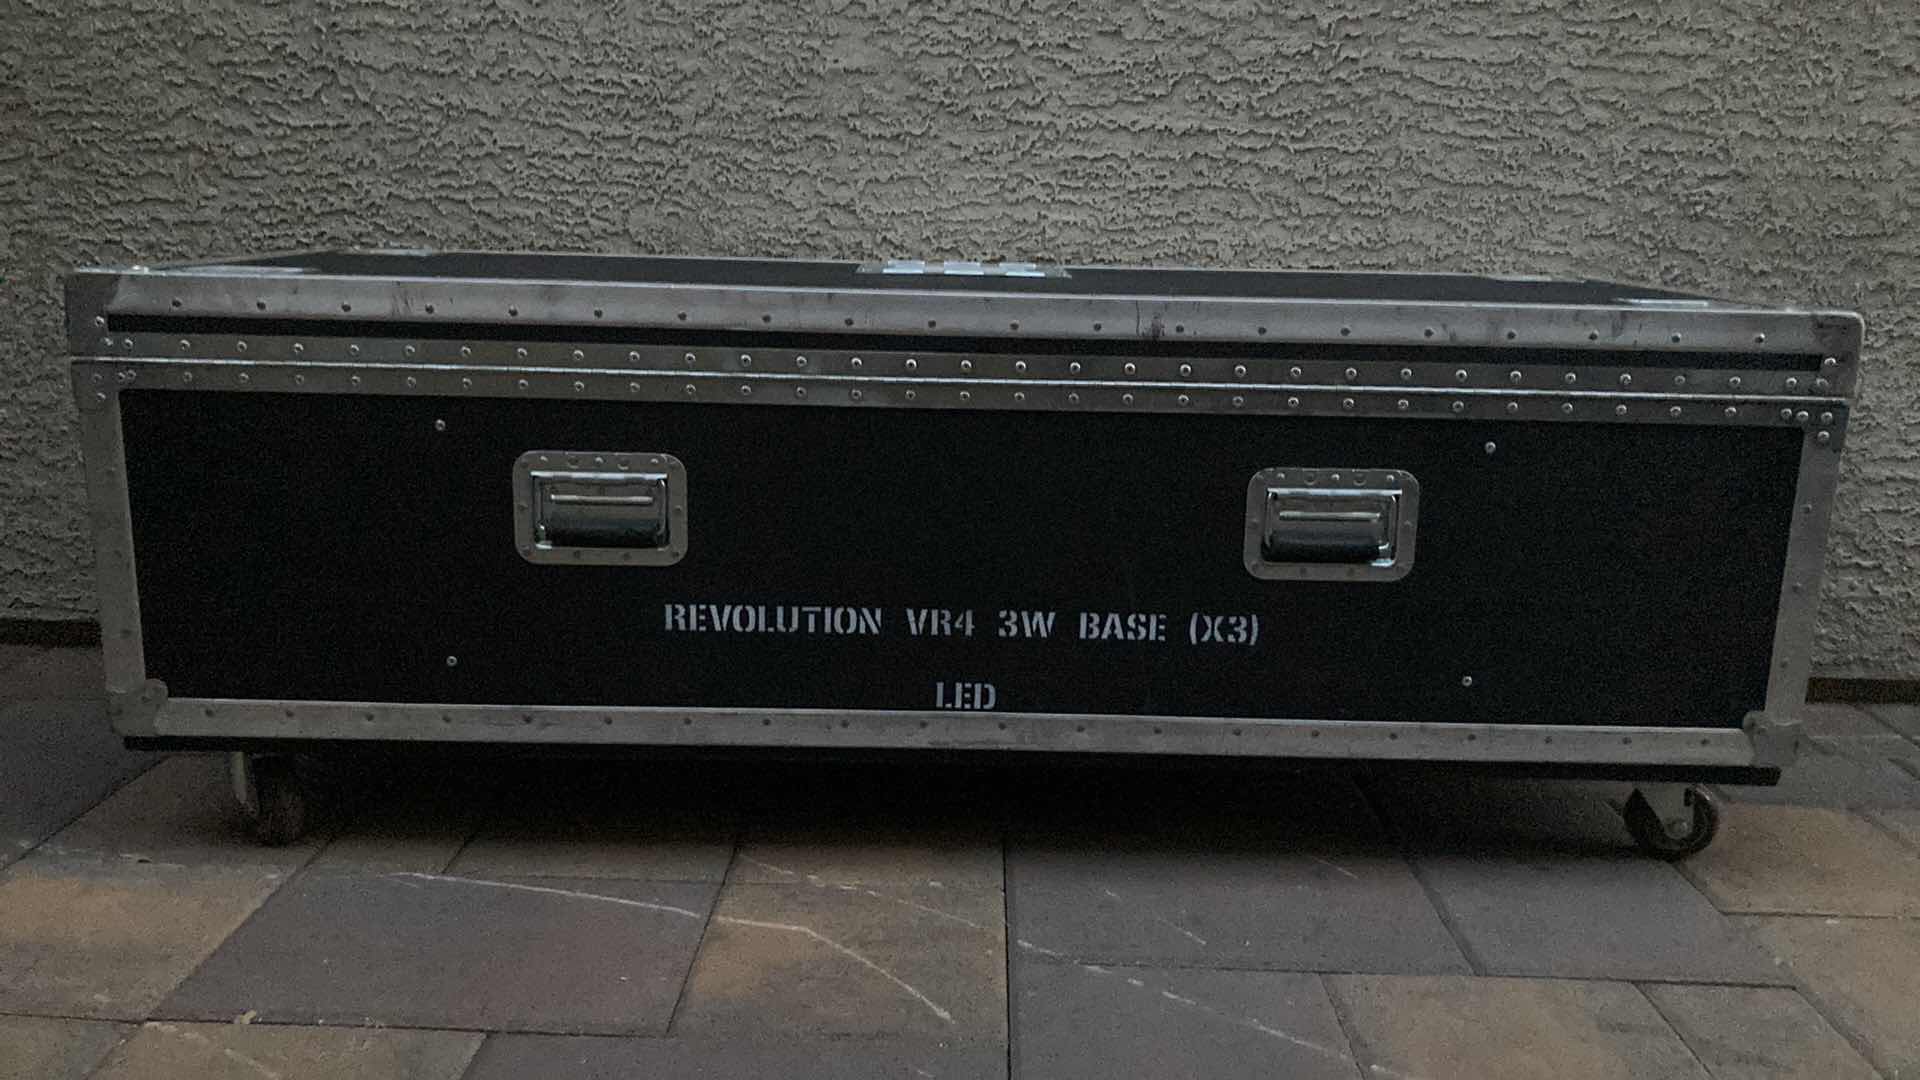 REVOLUTION VR4 3W BASE (X3)
LED